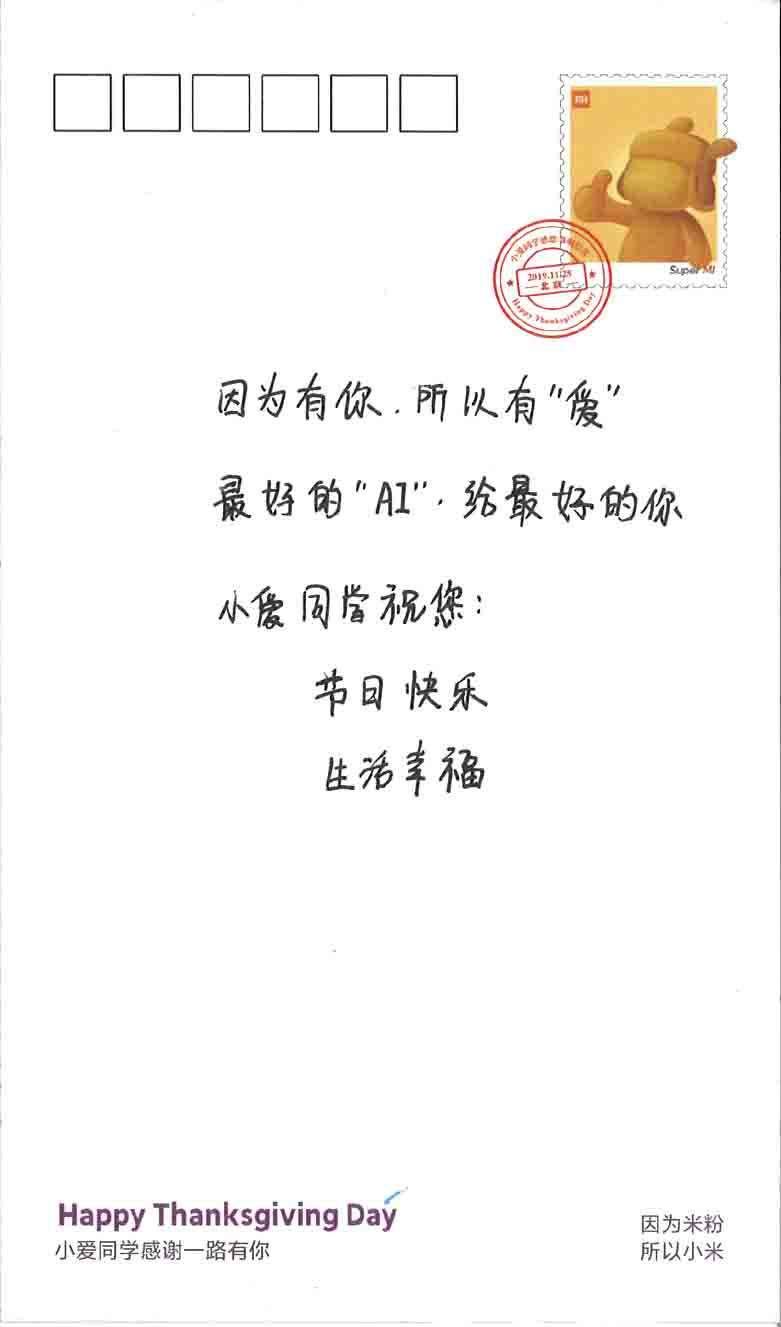 Super MI
小爱同学感恩
2019.11.28
北京
Happy Thanksgiving Day
因为有你，所以有"爱"
最好的"AI"，给最好的你
小爱同学祝您：
节日快乐
生活幸福
Happy Thanksgiving Day
小爱同学感谢一路有你
因为米粉
所以小米